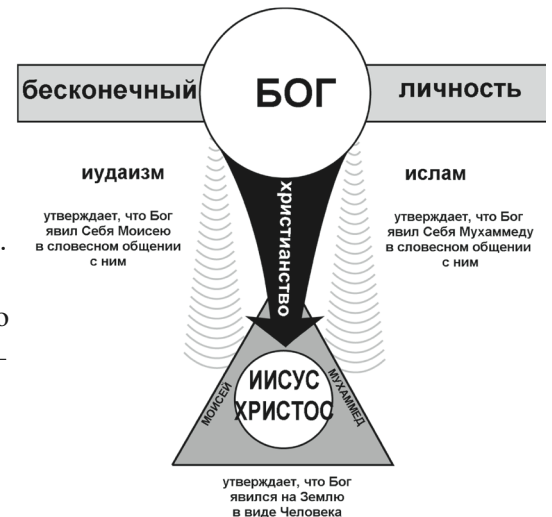 бесконечный
БОГ
личность
иудаизм
утверждает, что Бог
явил Себя Моисею
в словесном общении
с ним
христианство
ислам
утверждает, что Бог
явил Себя Мухаммеду
в словесном общении
с ним
.
о
–
МОИСЕЙ
ИИСУС
ХРИСТОС
МУХАММЕД
утверждает, что Бог
явился на Землю
в виде Человека